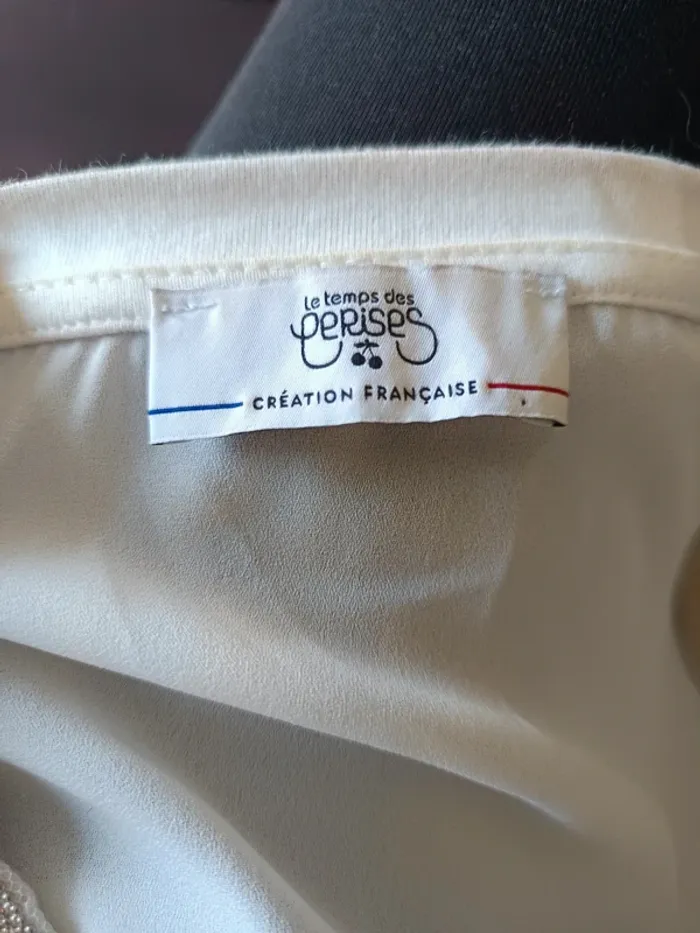 le temps des
cerises
CRÉATION FRANÇAISE